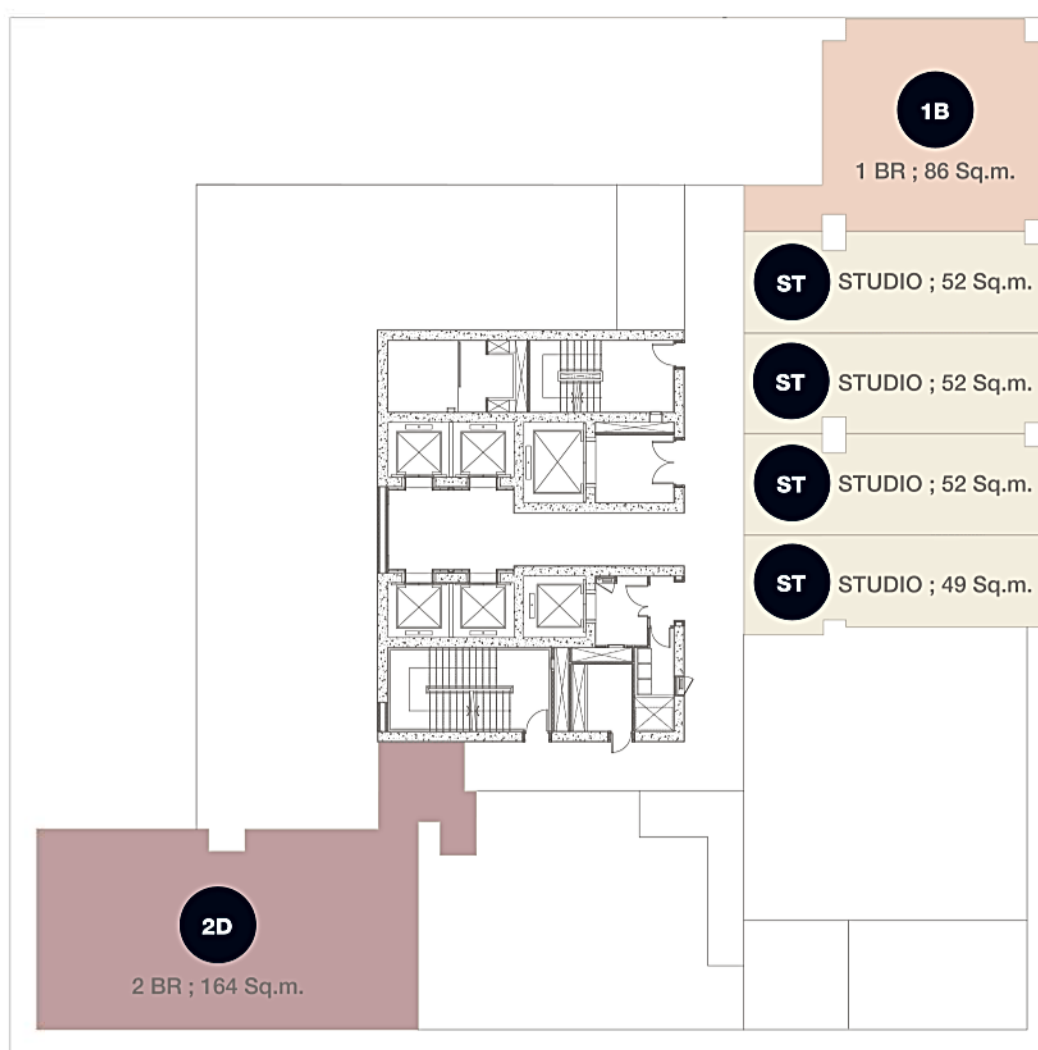 1B
1 BR ; 86 Sq.m.
ST STUDIO ; 52 Sq.m.
ST STUDIO ; 52 Sq.m.
ST STUDIO ; 52 Sq.m.
ST STUDIO ; 49 Sq.m.
2D
2 BR ; 164 Sq.m.